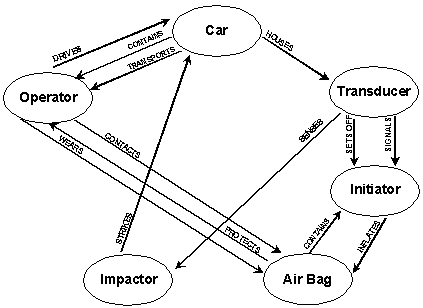 Car
DRIVES
CONTAINS
TRANSPORTS
HOUSES
Operator
Transducer
SENSES
SETS OFF
SIGNALS
WEARS
CONTACTS
PROTECTS
STRIKES
Initiator
CONTAINS
INFLATES
Impactor
Air Bag